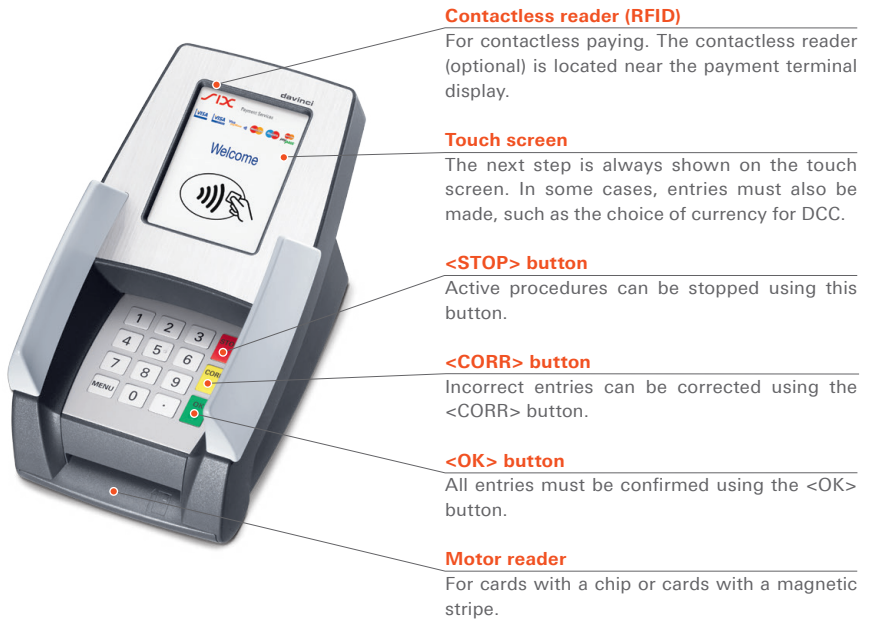 Contactless reader (RFID)
For contactless paying. The contactless reader
(optional) is located near the payment terminal
display.
Touch screen
The next step is always shown on the touch
screen. In some cases, entries must also be
made, such as the choice of currency for DCC.
<STOP> button
Active procedures can be stopped using this
button.
<CORR> button
Incorrect entries can be corrected using the
<CORR> button.
<OK> button
All entries must be confirmed using the <OK>
button.
Motor reader
For cards with a chip or cards with a magnetic
stripe.
davinci
SIX Payment Services
VISA VISA
Welcome
1 2 3
4 5 6 CORR
7 8 9 OK
MENU 0 .